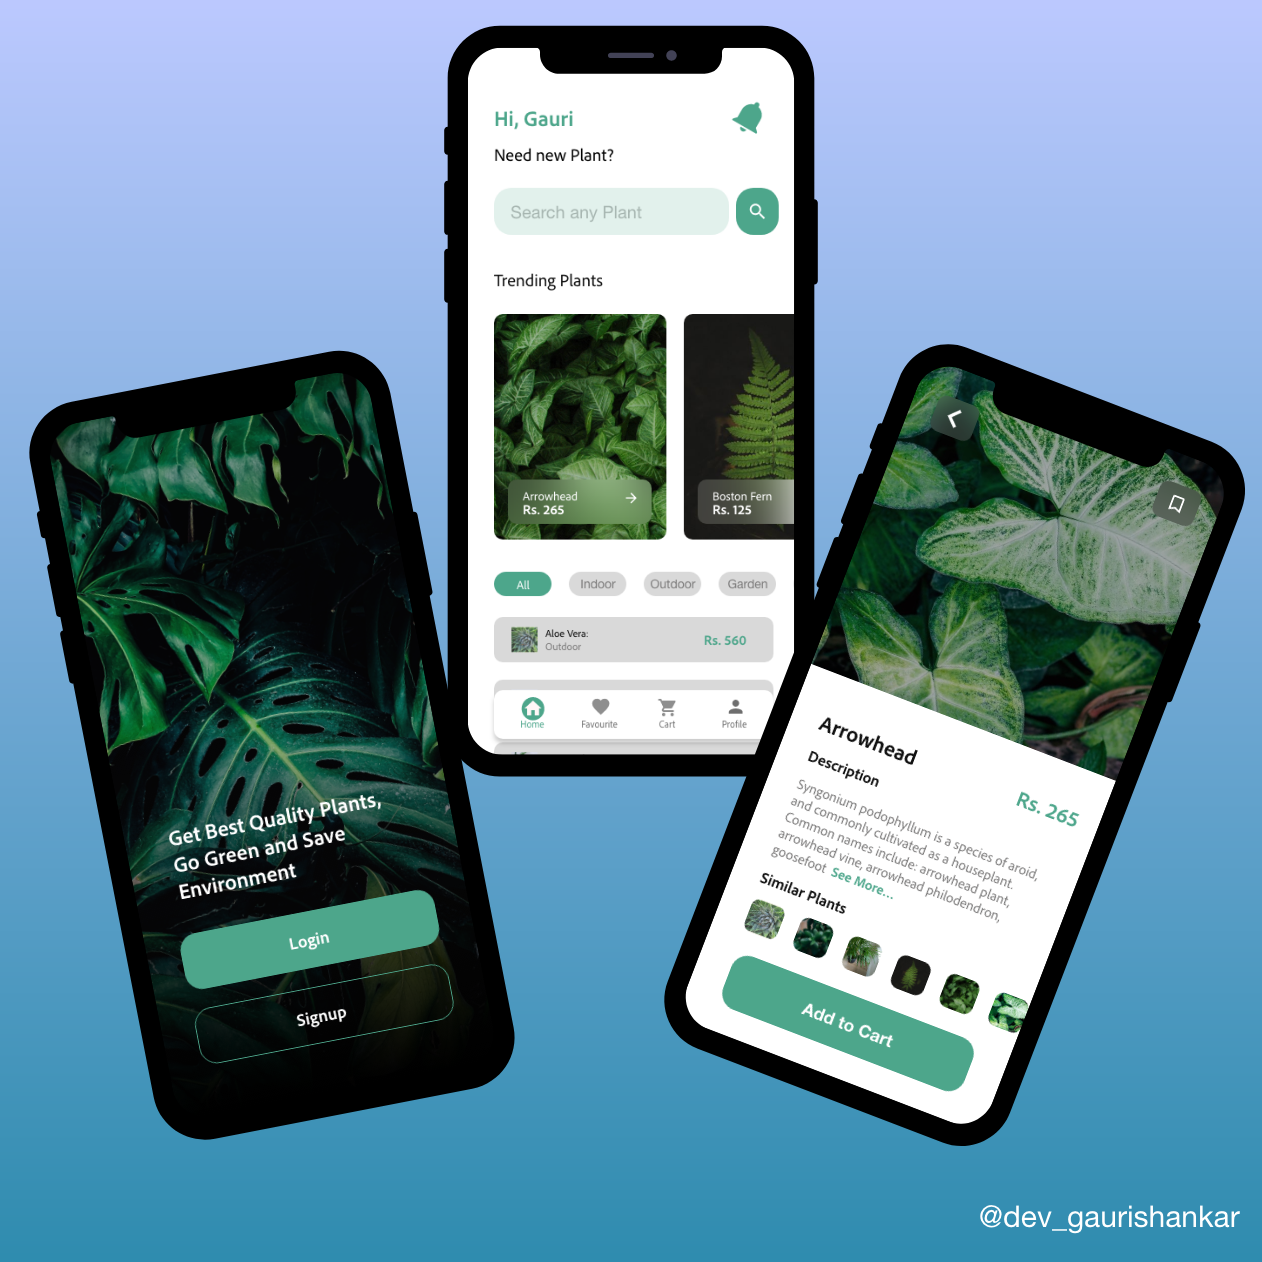 Hi, Gauri
Need new Plant?
Search any Plant
Trending Plants
Arrowhead
Rs. 265
Boston Fern
Rs. 125
All Indoor Outdoor Garden
Aloe Vera:
Outdoor
Rs. 560
Home Favourite Cart Profile
Get Best Quality Plants,
Go Green and Save
Environment
Login
Signup
Arrowhead
Description
Rs. 265
Syngonium podophyllum is a species of aroid,
and commonly cultivated as a houseplant.
Common names include: arrowhead plant,
arrowhead vine, arrowhead philodendron,
goosefoot See More...
Similar Plants
Add to Cart
@dev_gaurishankar